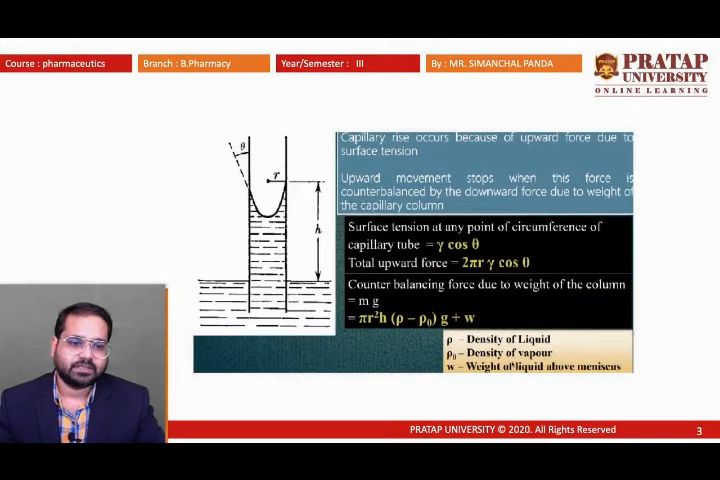 Course : pharmaceutics
Branch : B.Pharmacy
Year/Semester : III
By : MR. SIMANCHAL PANDA
PRATAP
PRATAP
UNIVERSITY
ONLINE LEARNING
θ
r
h
Capillary rise occurs because of upward force due to
surface tension
Upward movement stops when this force is
counterbalanced by the downward force due to weight of
the capillary column
Surface tension at any point of circumference of
capillary tube = γ cos θ
Total upward force = 2πr γ cos θ
Counter balancing force due to weight of the column
= m g
= πr²h (ρ – ρ₀) g + w
ρ – Density of Liquid
ρ₀ – Density of vapour
w – Weight of liquid above meniscus
PRATAP UNIVERSITY © 2020. All Rights Reserved
3